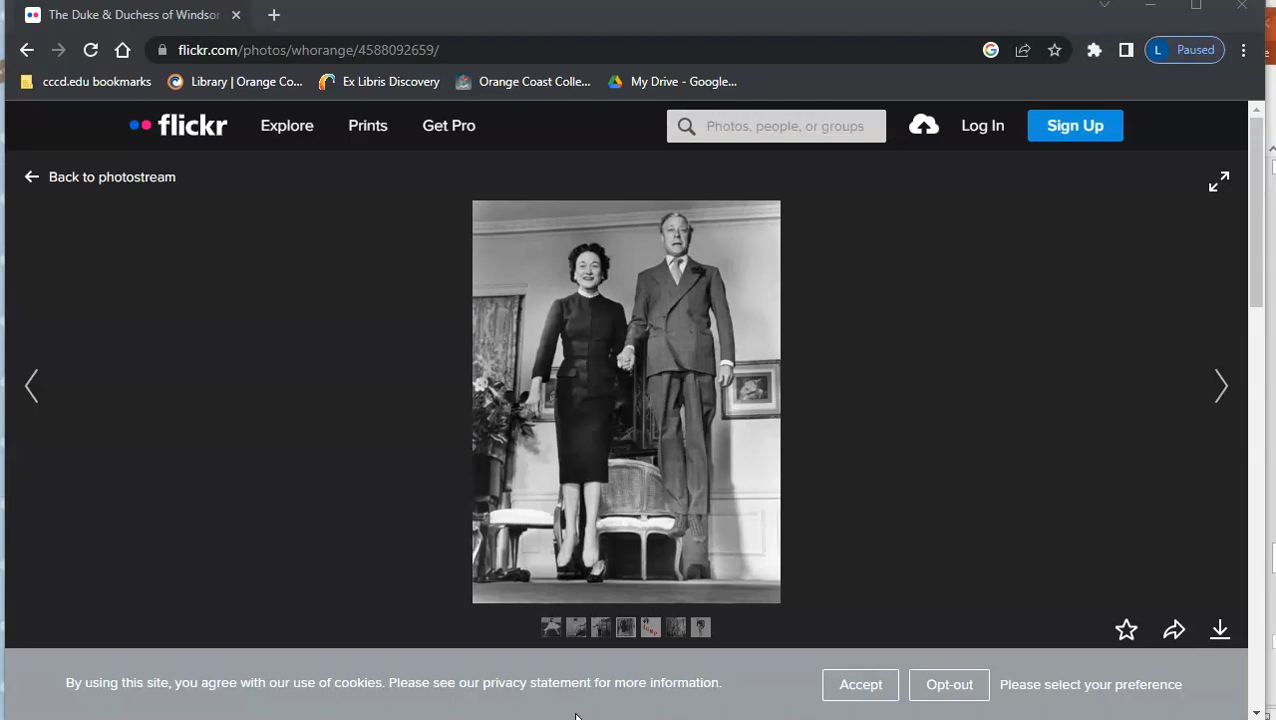 The Duke & Duchess of Windsor
flickr.com/photos/whorange/4588092659/
L Paused
cccd.edu bookmarks
Library | Orange Co...
Ex Libris Discovery
Orange Coast Colle...
My Drive - Google...
flickr
Explore
Prints
Get Pro
Photos, people, or groups
Log In
Sign Up
Back to photostream
By using this site, you agree with our use of cookies. Please see our privacy statement for more information.
Accept
Opt-out
Please select your preference